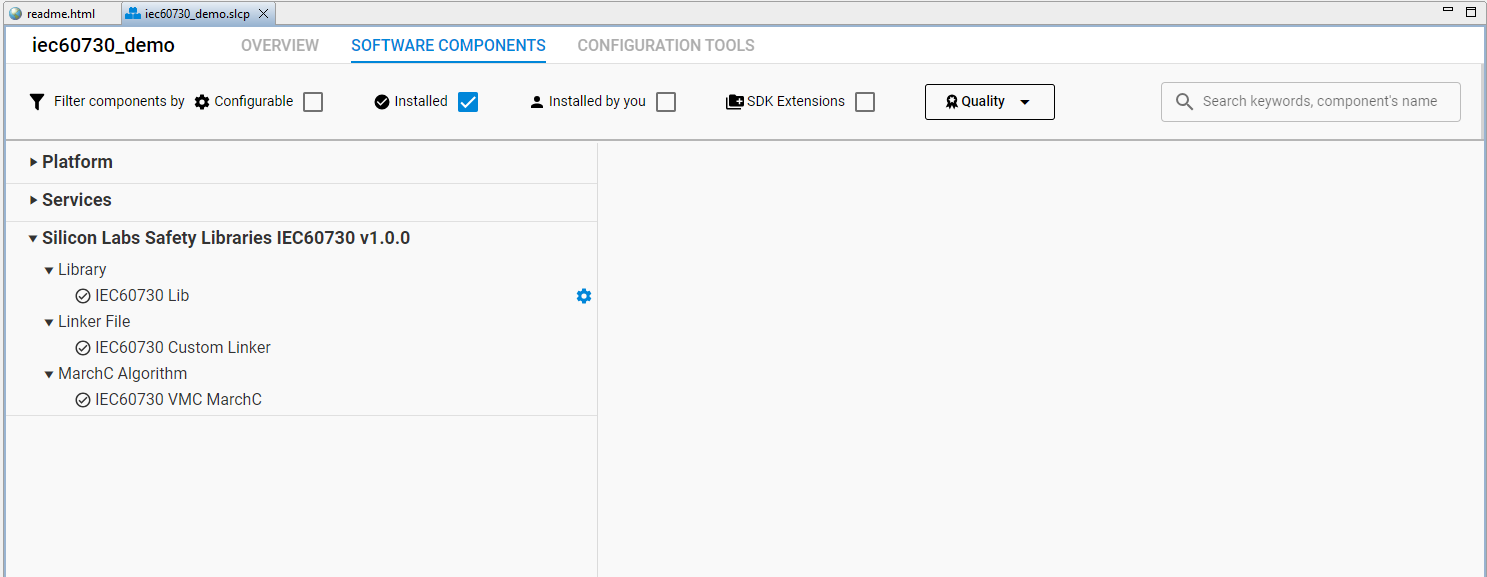 readme.html iec60730_demo.slcp
iec60730_demo OVERVIEW SOFTWARE COMPONENTS CONFIGURATION TOOLS
Filter components by Configurable Installed Installed by you SDK Extensions Quality Search keywords, component's name
Platform
Services
Silicon Labs Safety Libraries IEC60730 v1.0.0
Library
IEC60730 Lib
Linker File
IEC60730 Custom Linker
MarchC Algorithm
IEC60730 VMC MarchC